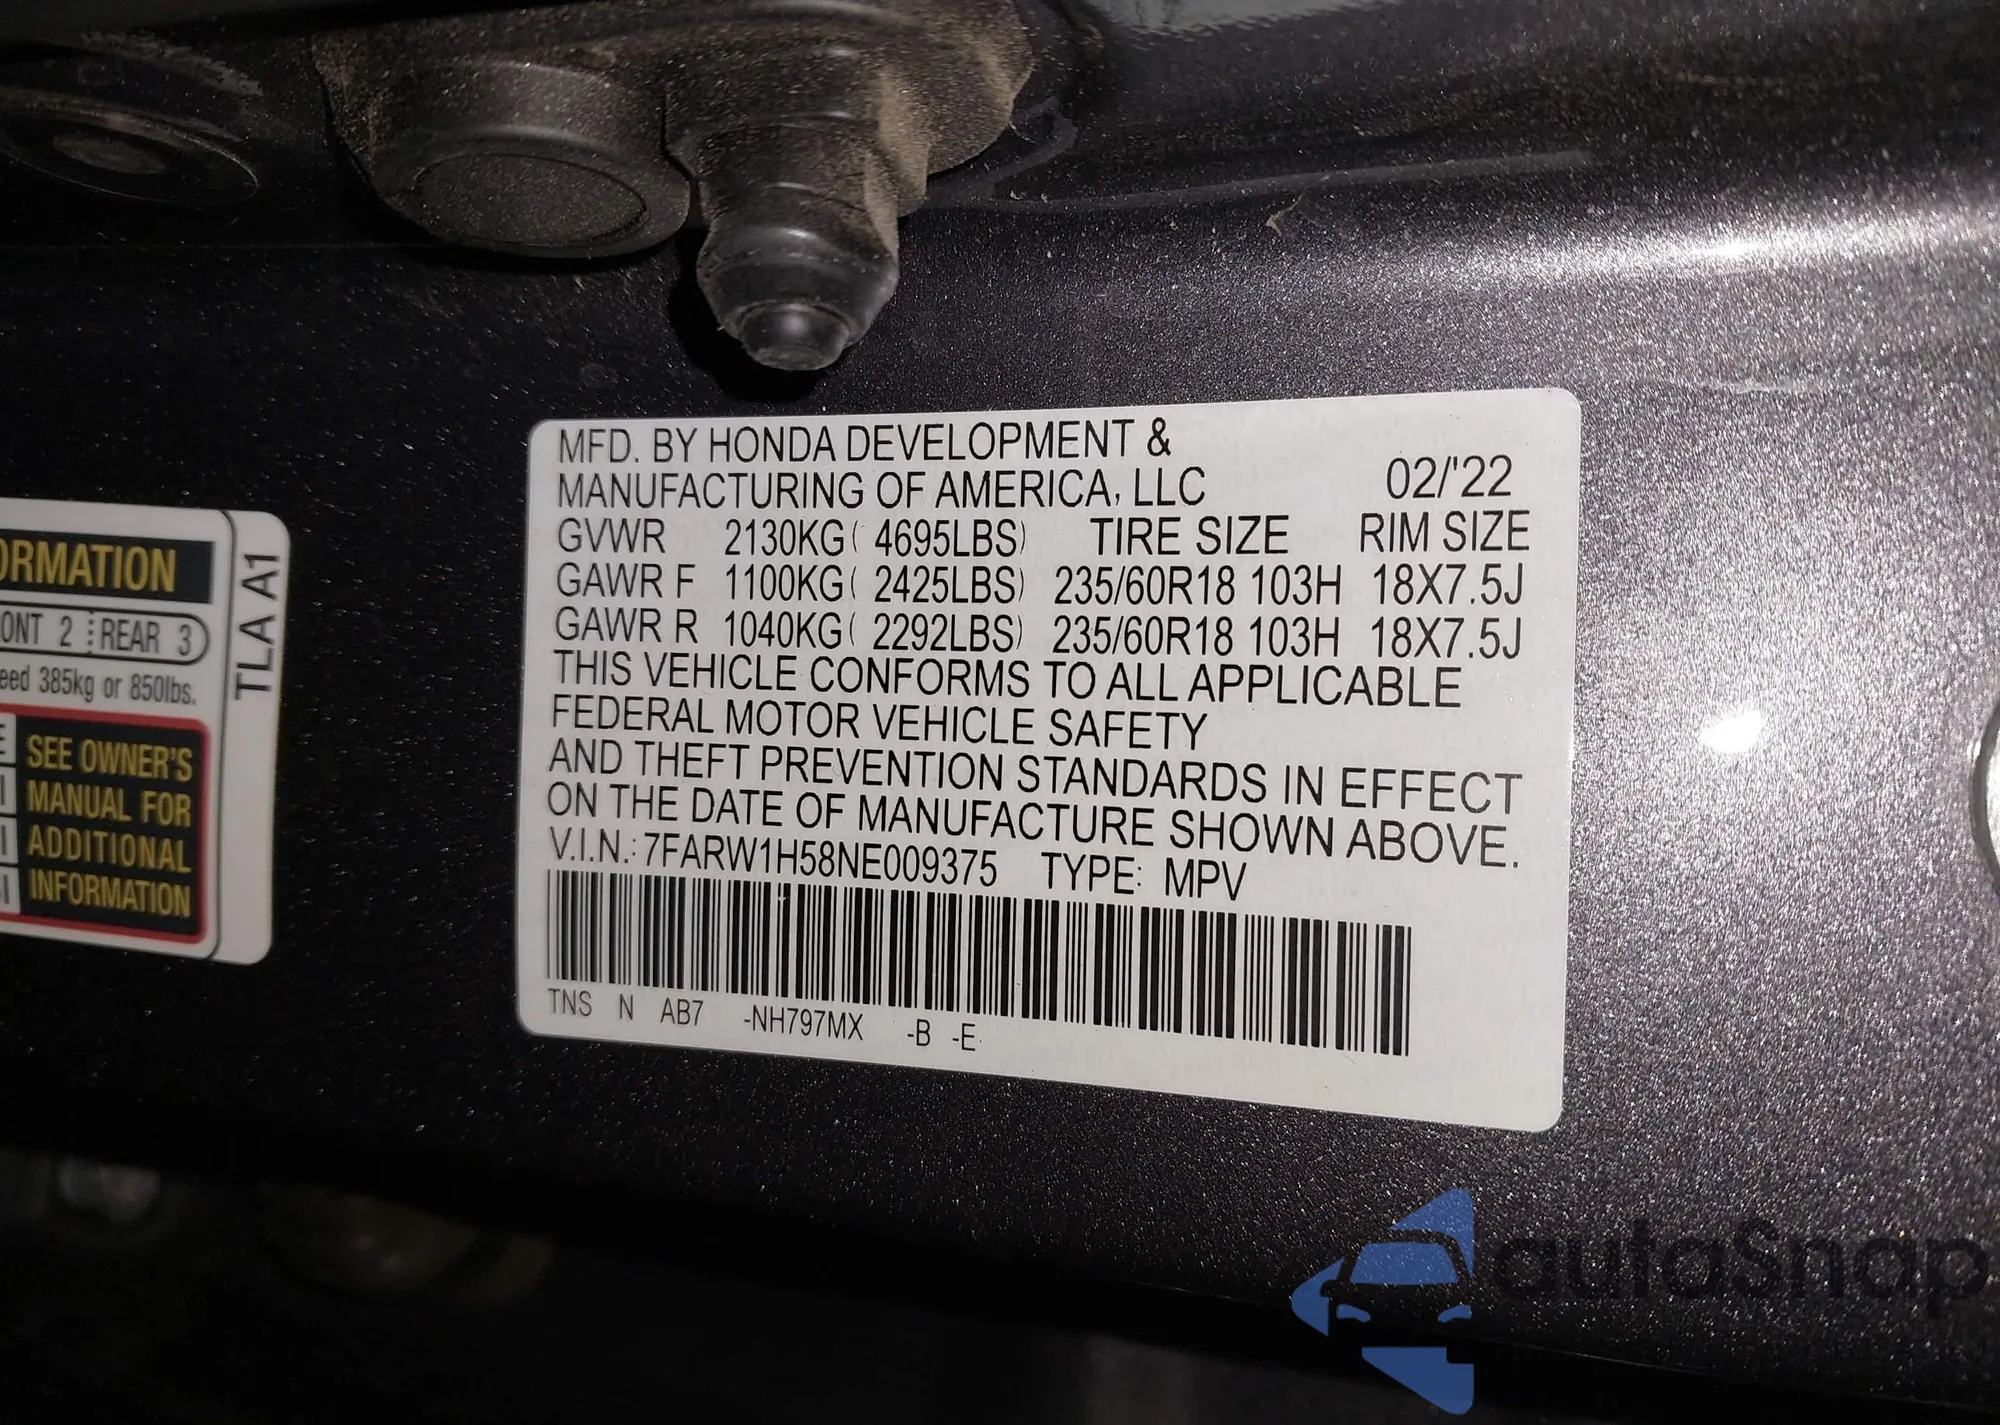 MFD. BY HONDA DEVELOPMENT &
MANUFACTURING OF AMERICA, LLC 02/'22
GVWR 2130KG( 4695LBS) TIRE SIZE RIM SIZE
GAWR F 1100KG( 2425LBS) 235/60R18 103H 18X7.5J
GAWR R 1040KG( 2292LBS) 235/60R18 103H 18X7.5J
THIS VEHICLE CONFORMS TO ALL APPLICABLE
FEDERAL MOTOR VEHICLE SAFETY
AND THEFT PREVENTION STANDARDS IN EFFECT
ON THE DATE OF MANUFACTURE SHOWN ABOVE.
V.I.N.: 7FARW1H58NE009375 TYPE: MPV
TNS N AB7 -NH797MX -B -E
ORMATION
ONT 2 REAR 3
eed 385kg or 850lbs.
SEE OWNER'S
MANUAL FOR
ADDITIONAL
INFORMATION
TLA A1
autoSnap